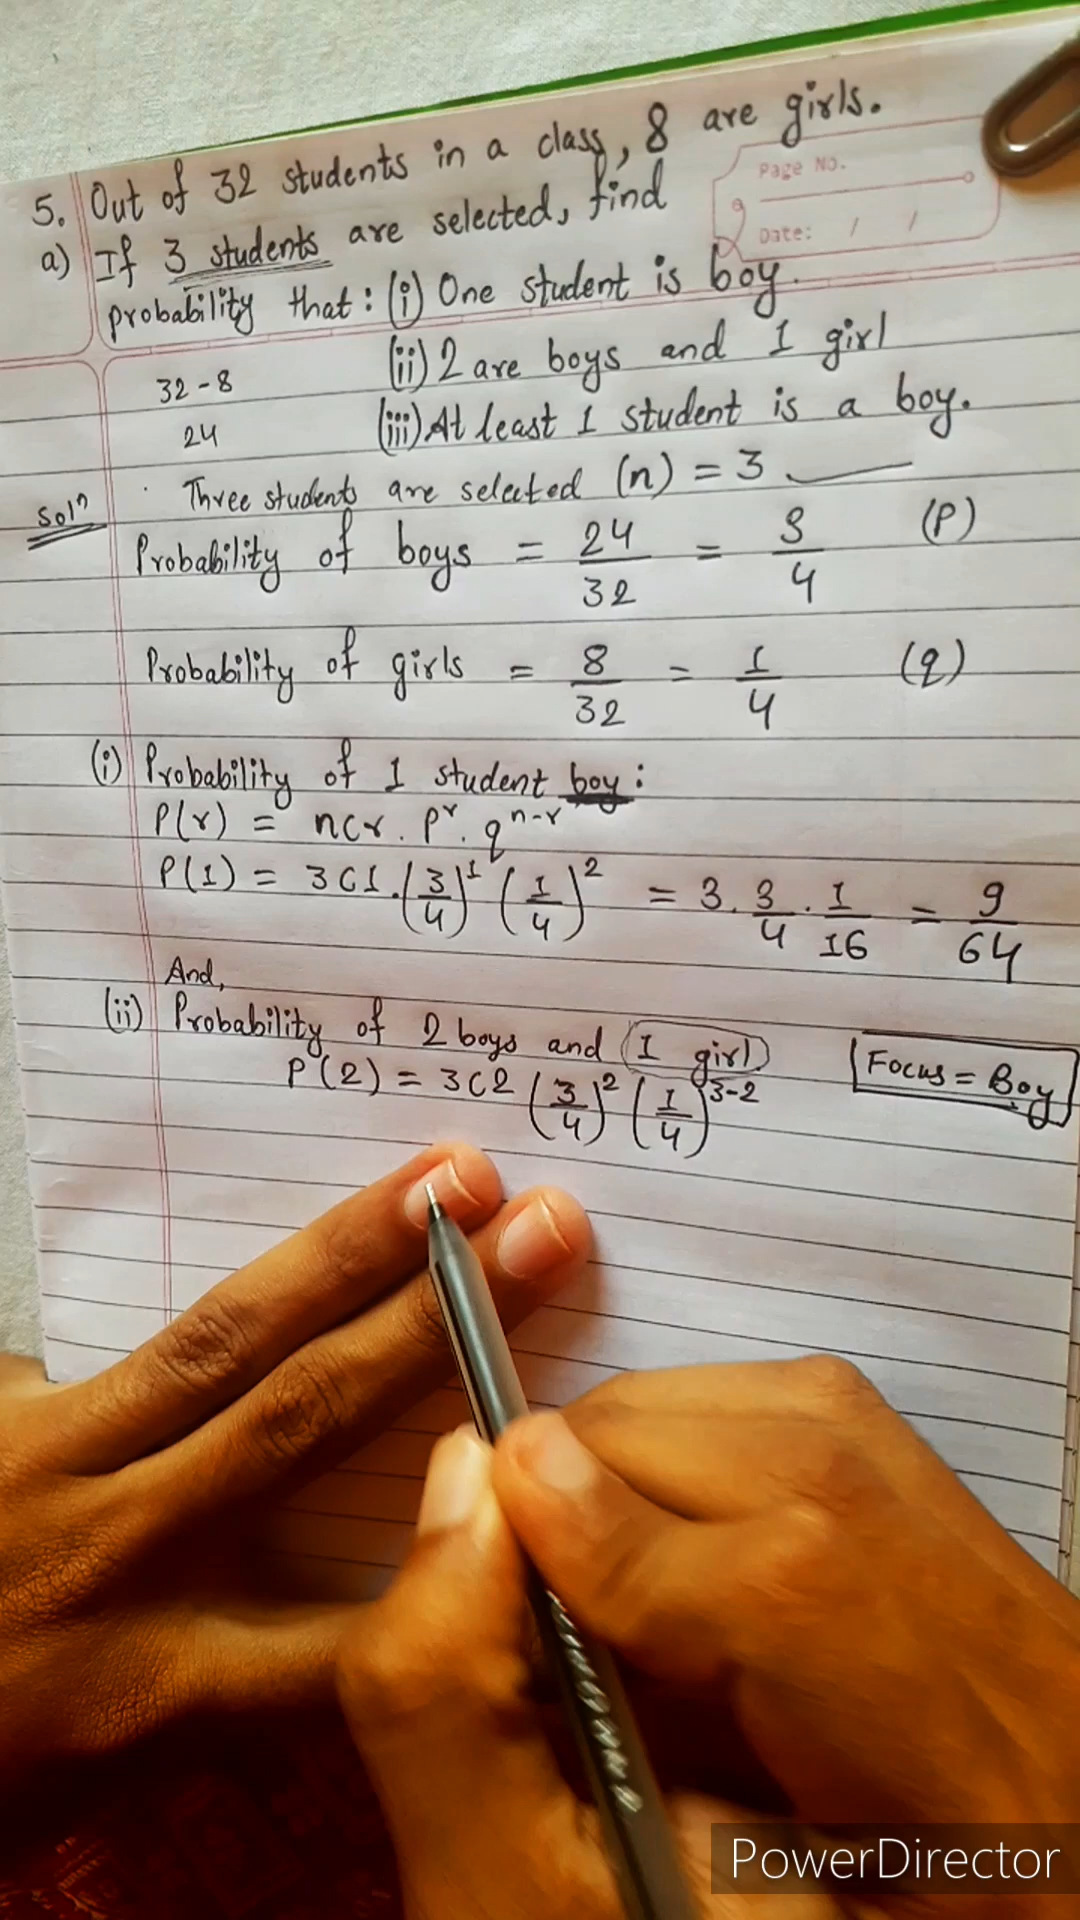 5. Out of 32 students in a class, 8 are girls.
Page No.
Date: / /
a) If 3 students are selected, find
probability that: (i) One student is boy.
(ii) 2 are boys and 1 girl
(iii) At least 1 student is a boy.
32-8
24
Solⁿ
Three students are selected (n) = 3
Probability of boys = 24/32 = 3/4 (P)
Probability of girls = 8/32 = 1/4 (q)
(i) Probability of 1 student boy:
P(r) = ncr. Pʳ. qⁿ⁻ʳ
P(1) = 3C1. (3/4)¹ (1/4)² = 3. 3/4 . 1/16 = 9/64
And,
(ii) Probability of 2 boys and 1 girl
Focus = Boy
P(2) = 3C2 (3/4)² (1/4)³⁻²
PowerDirector